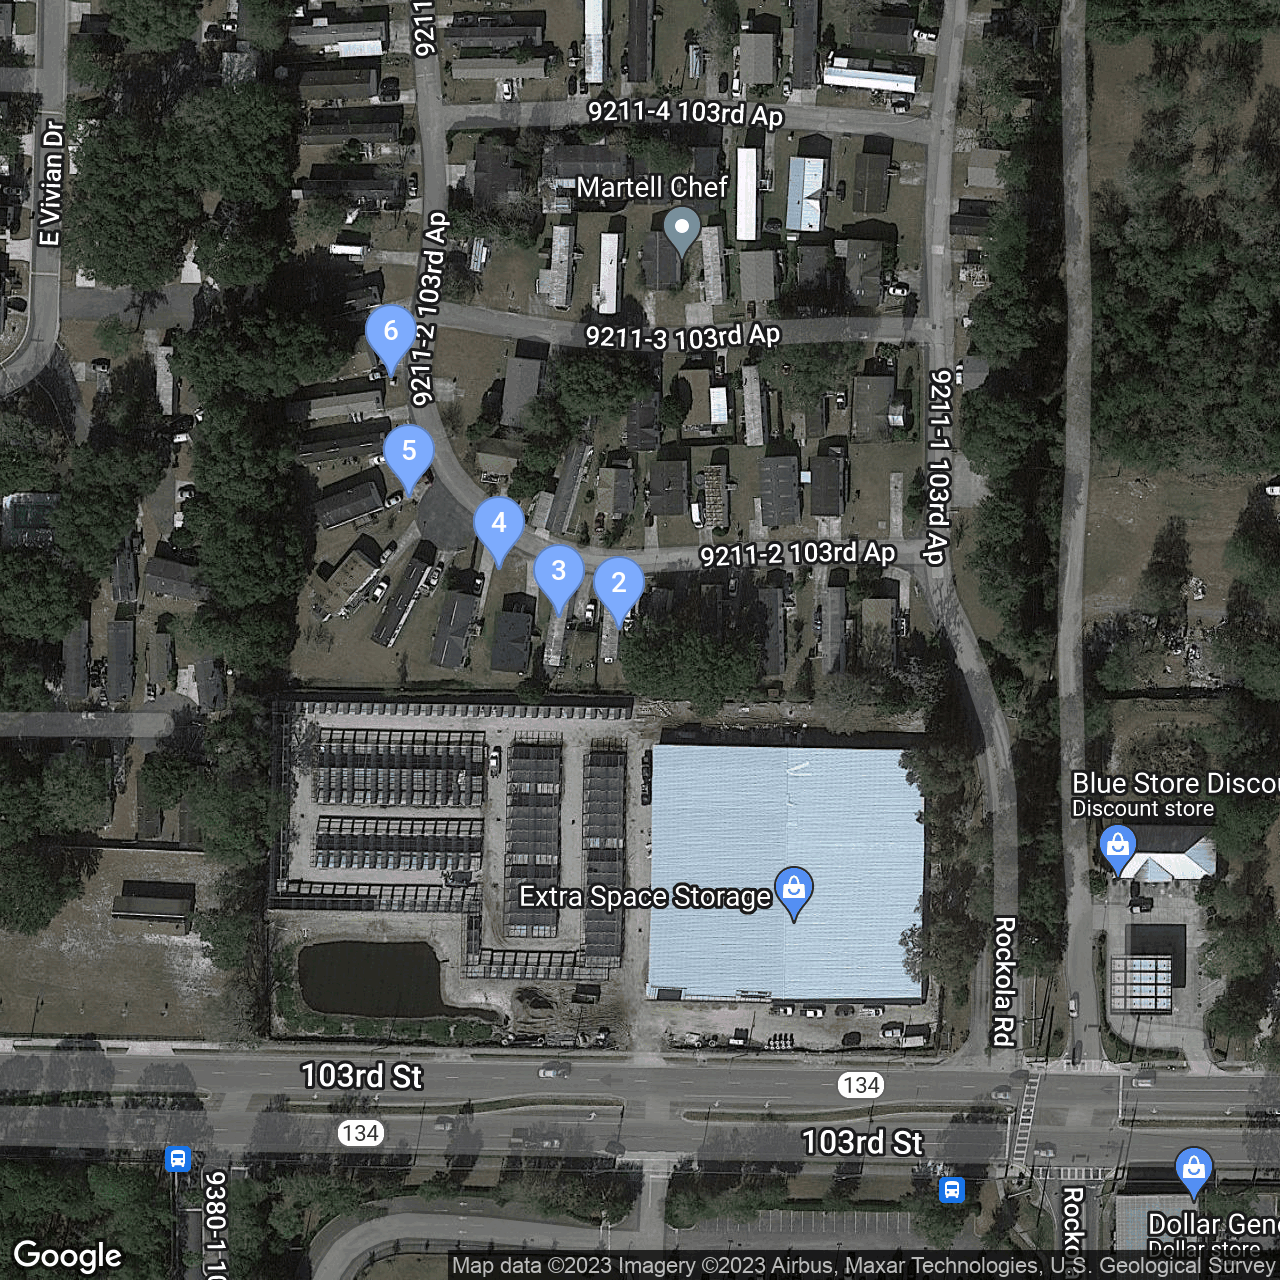 9211
9211-4 103rd Ap
E Vivian Dr
Martell Chef
9211-2 103rd Ap
6
9211-3 103rd Ap
9211-1 103rd Ap
5
4
9211-2 103rd Ap
3
2
Blue Store Discou
Discount store
Extra Space Storage
Rockola Rd
103rd St
134
134
103rd St
9380-1 10
Rocko
Dollar Gene
Dollar store
Google
Map data ©2023 Imagery ©2023 Airbus, Maxar Technologies, U.S. Geological Survey